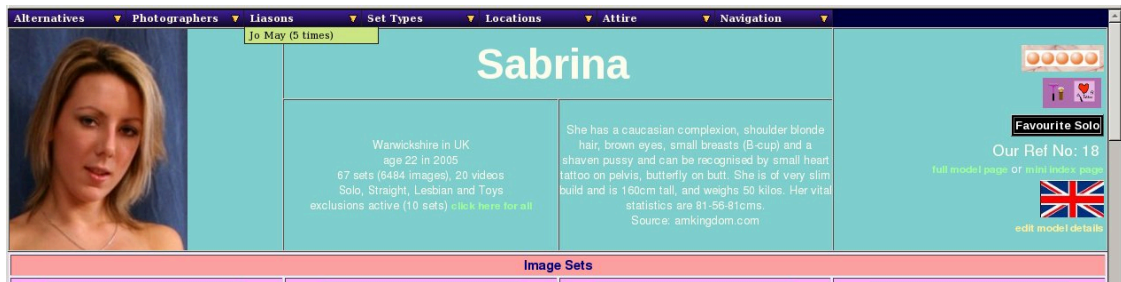 Alternatives Photographers Liasons Set Types Locations Attire Navigation
Jo May (5 times)
Sabrina
Warwickshire in UK
age 22 in 2005
67 sets (6484 images), 20 videos
Solo, Straight, Lesbian and Toys
exclusions active (10 sets) click here for all
She has a caucasian complexion, shoulder blonde
hair, brown eyes, small breasts (B-cup) and a
shaven pussy and can be recognised by small heart
tattoo on pelvis, butterfly on butt. She is of very slim
build and is 160cm tall, and weighs 50 kilos. Her vital
statistics are 81-56-81cms.
Source: amkingdom.com
Favourite Solo
Our Ref No: 18
full model page or mini index page
edit model details
Image Sets